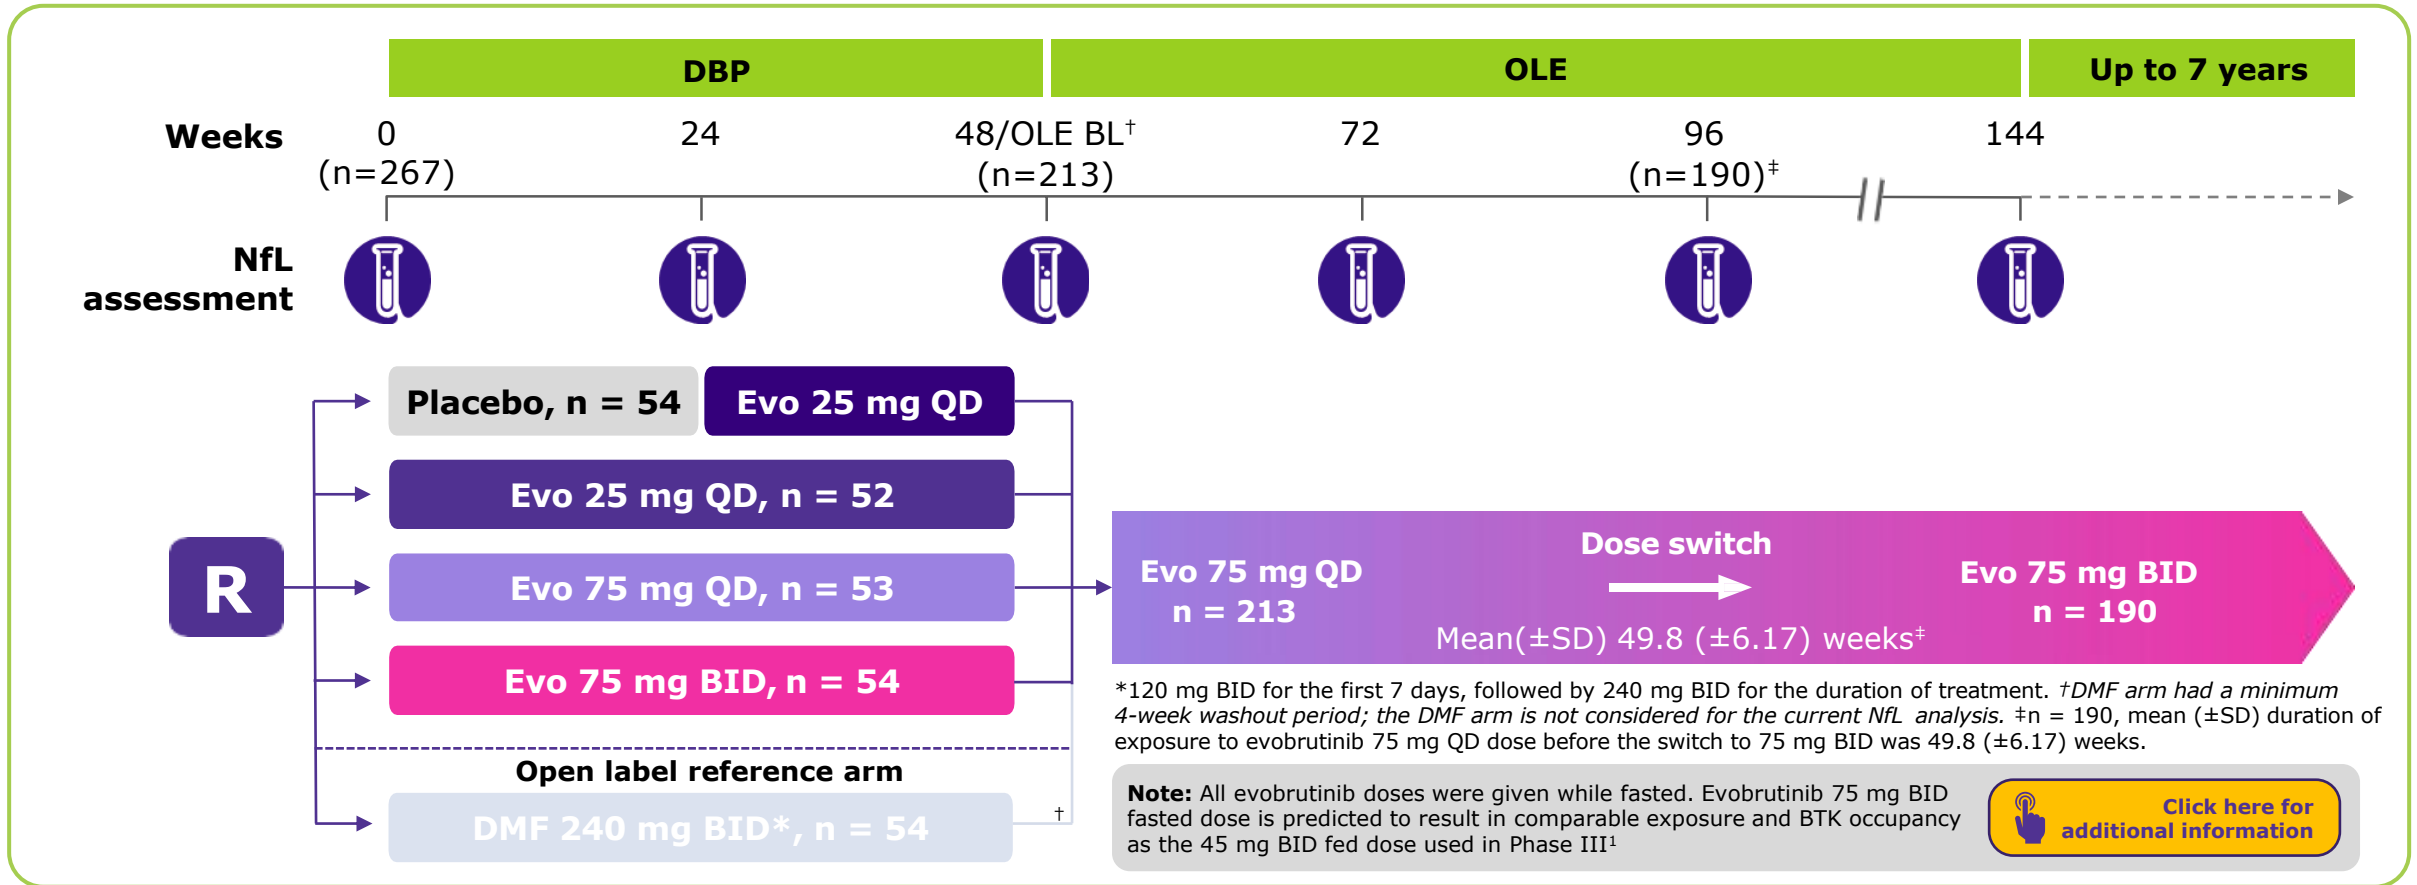 DBP
OLE
Up to 7 years
Weeks
0
24
48/OLE BL†
72
96
144
(n=267)
(n=213)
(n=190)‡
NfL
assessment
Placebo, n = 54
Evo 25 mg QD
Evo 25 mg QD, n = 52
R
Evo 75 mg QD, n = 53
Evo 75 mg BID, n = 54
Open label reference arm
DMF 240 mg BID*, n = 54
†
Evo 75 mg QD
n = 213
Dose switch
Mean(±SD) 49.8 (±6.17) weeks‡
Evo 75 mg BID
n = 190
*120 mg BID for the first 7 days, followed by 240 mg BID for the duration of treatment. †DMF arm had a minimum
4-week washout period; the DMF arm is not considered for the current NfL analysis. ‡n = 190, mean (±SD) duration of
exposure to evobrutinib 75 mg QD dose before the switch to 75 mg BID was 49.8 (±6.17) weeks.
Note: All evobrutinib doses were given while fasted. Evobrutinib 75 mg BID
fasted dose is predicted to result in comparable exposure and BTK occupancy
as the 45 mg BID fed dose used in Phase III¹
Click here for
additional information